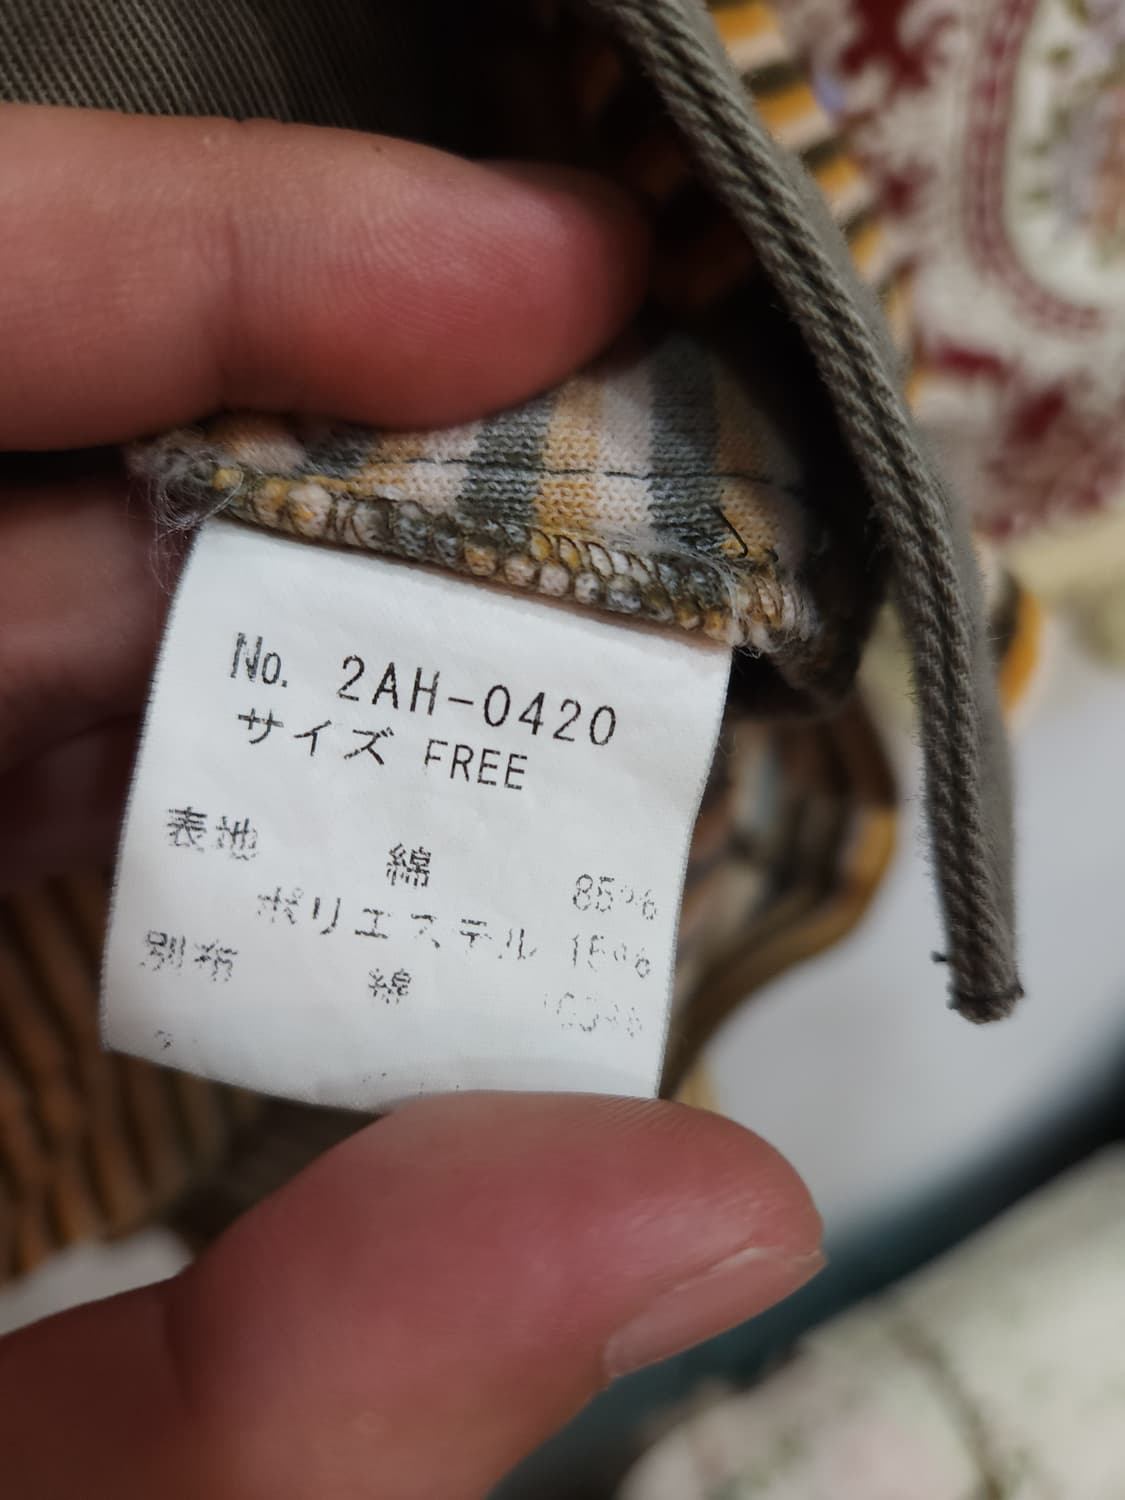 No. 2AH-0420
サイズ FREE
表地 綿 85%
ポリエステル 15%
別布 綿 100%